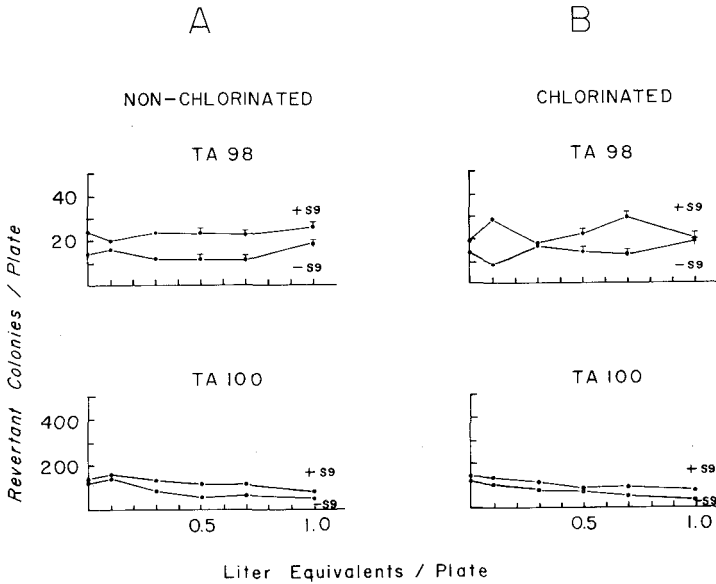 A
B
NON-CHLORINATED
CHLORINATED
TA 98
TA 98
40
20
+S9
-S9
+S9
-S9
Revertant Colonies / Plate
TA 100
TA 100
400
200
+S9
-S9
+S9
-S9
0.5
1.0
0.5
1.0
Liter Equivalents / Plate